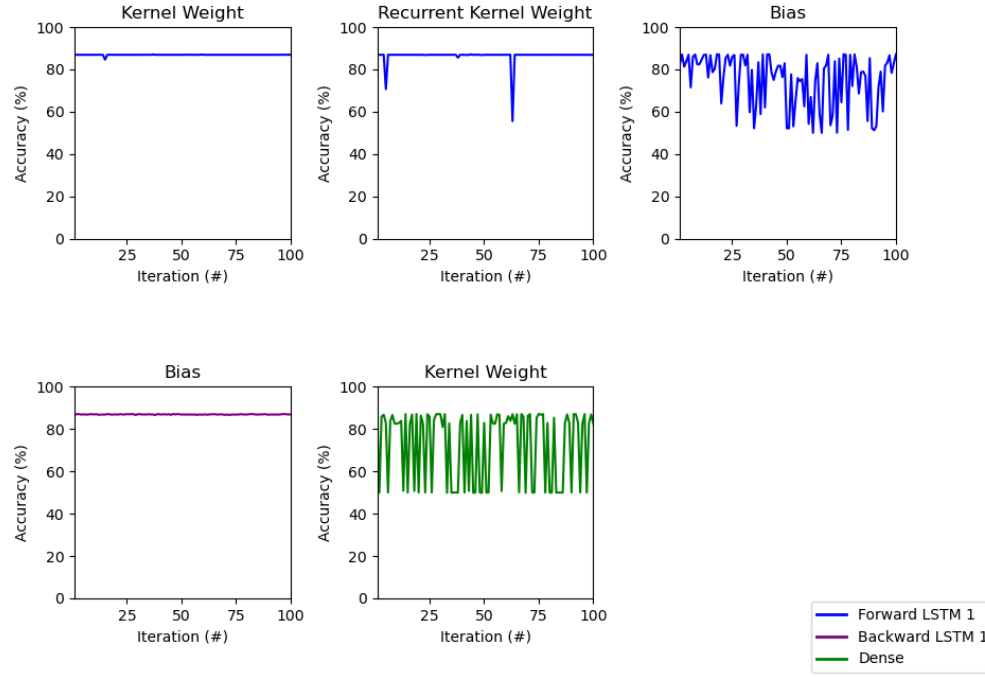 Kernel Weight
Recurrent Kernel Weight
Bias
100
80
60
40
20
0
Accuracy (%)
25
50
75
100
Iteration (#)
100
80
60
40
20
0
Accuracy (%)
25
50
75
100
Iteration (#)
100
80
60
40
20
0
Accuracy (%)
25
50
75
100
Iteration (#)
Bias
Kernel Weight
100
80
60
40
20
0
Accuracy (%)
25
50
75
100
Iteration (#)
100
80
60
40
20
0
Accuracy (%)
25
50
75
100
Iteration (#)
Forward LSTM 1
Backward LSTM 1
Dense